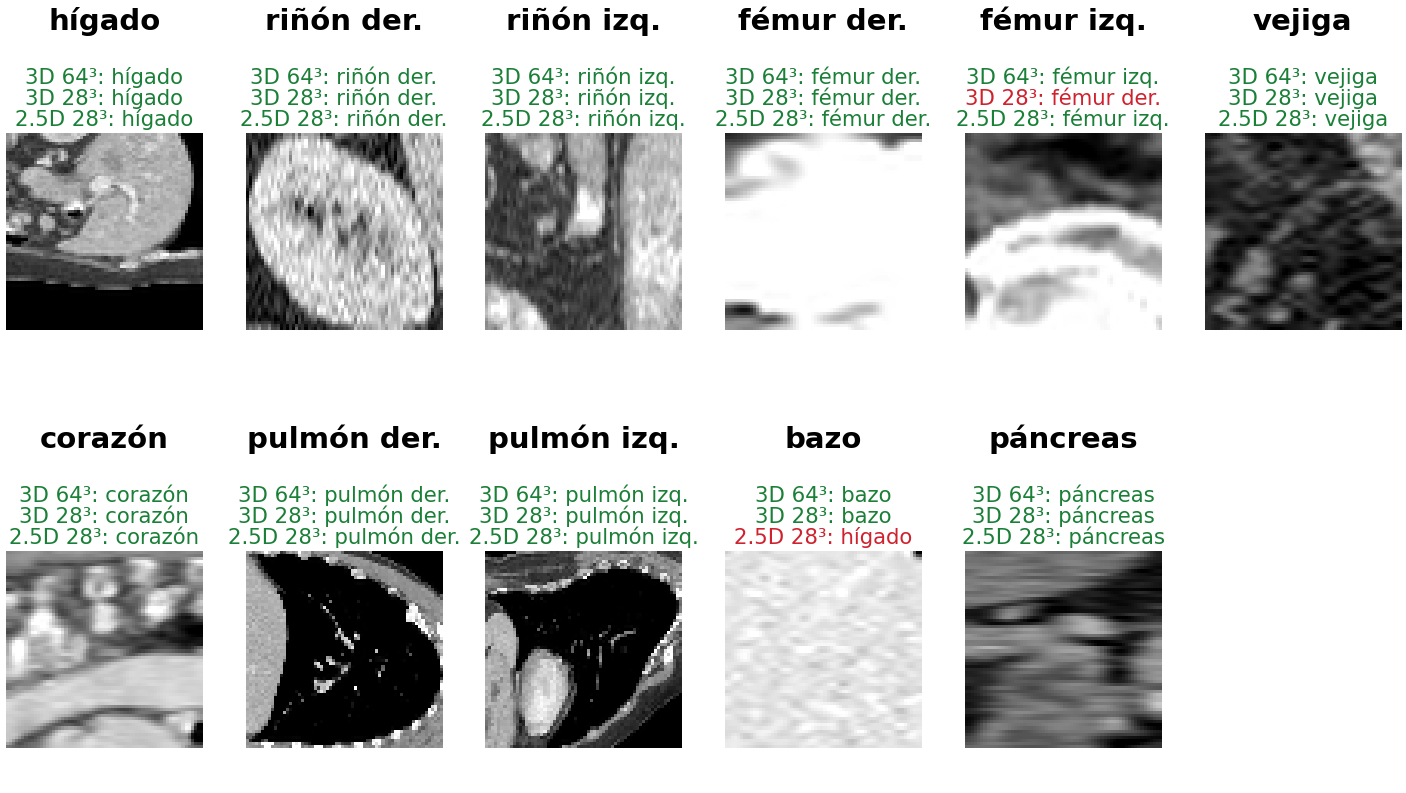 hígado
3D 64³: hígado
3D 28³: hígado
2.5D 28³: hígado
riñón der.
3D 64³: riñón der.
3D 28³: riñón der.
2.5D 28³: riñón der.
riñón izq.
3D 64³: riñón izq.
3D 28³: riñón izq.
2.5D 28³: riñón izq.
fémur der.
3D 64³: fémur der.
3D 28³: fémur der.
2.5D 28³: fémur der.
fémur izq.
3D 64³: fémur izq.
3D 28³: fémur der.
2.5D 28³: fémur izq.
vejiga
3D 64³: vejiga
3D 28³: vejiga
2.5D 28³: vejiga
corazón
3D 64³: corazón
3D 28³: corazón
2.5D 28³: corazón
pulmón der.
3D 64³: pulmón der.
3D 28³: pulmón der.
2.5D 28³: pulmón der.
pulmón izq.
3D 64³: pulmón izq.
3D 28³: pulmón izq.
2.5D 28³: pulmón izq.
bazo
3D 64³: bazo
3D 28³: bazo
2.5D 28³: hígado
páncreas
3D 64³: páncreas
3D 28³: páncreas
2.5D 28³: páncreas